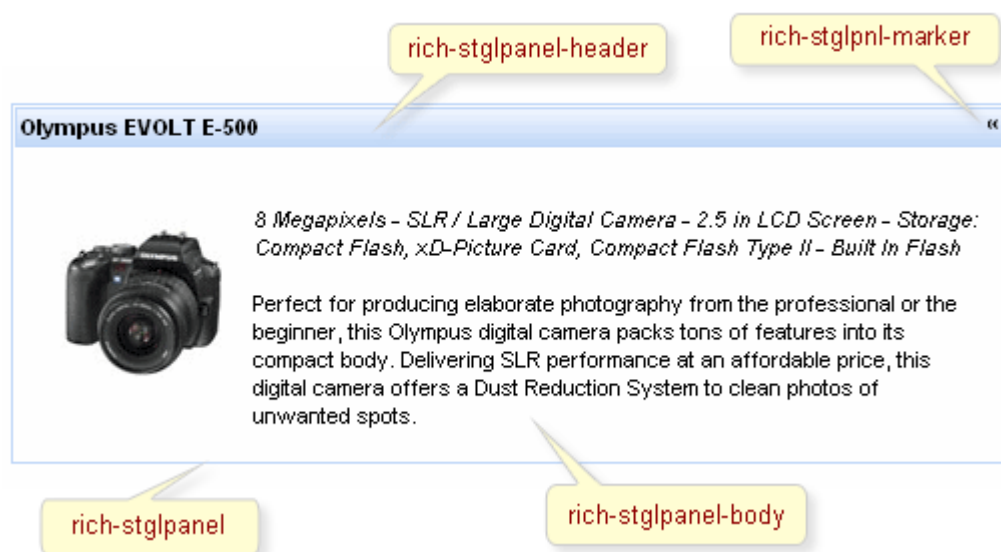 rich-stglpanel-header
rich-stglpnl-marker
Olympus EVOLT E-500 «
8 Megapixels - SLR / Large Digital Camera - 2.5 in LCD Screen - Storage:
Compact Flash, xD-Picture Card, Compact Flash Type II - Built In Flash
Perfect for producing elaborate photography from the professional or the
beginner, this Olympus digital camera packs tons of features into its
compact body. Delivering SLR performance at an affordable price, this
digital camera offers a Dust Reduction System to clean photos of
unwanted spots.
rich-stglpanel
rich-stglpanel-body